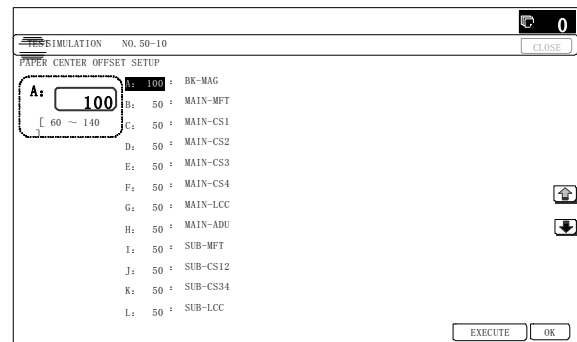 0
TEST SIMULATION NO.50-10
CLOSE
PAPER CENTER OFFSET SETUP
A: 100
[ 60 ～ 140 ]
A: 100 : BK-MAG
B: 50 : MAIN-MFT
C: 50 : MAIN-CS1
D: 50 : MAIN-CS2
E: 50 : MAIN-CS3
F: 50 : MAIN-CS4
G: 50 : MAIN-LCC
H: 50 : MAIN-ADU
I: 50 : SUB-MFT
J: 50 : SUB-CS12
K: 50 : SUB-CS34
L: 50 : SUB-LCC
EXECUTE OK